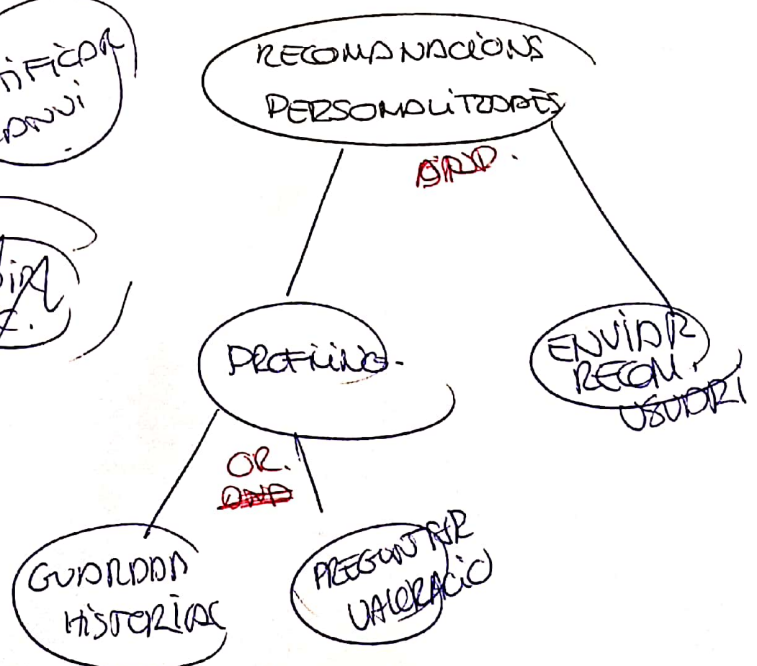 RECOMANACIONS
PERSONALITZADES
AND.
PROFILING.
ENVIAR
RECOM.
USUARI
OR.
AND
GUARDAR
HISTORIAL
PREGUNTAR
VALORACIÓ